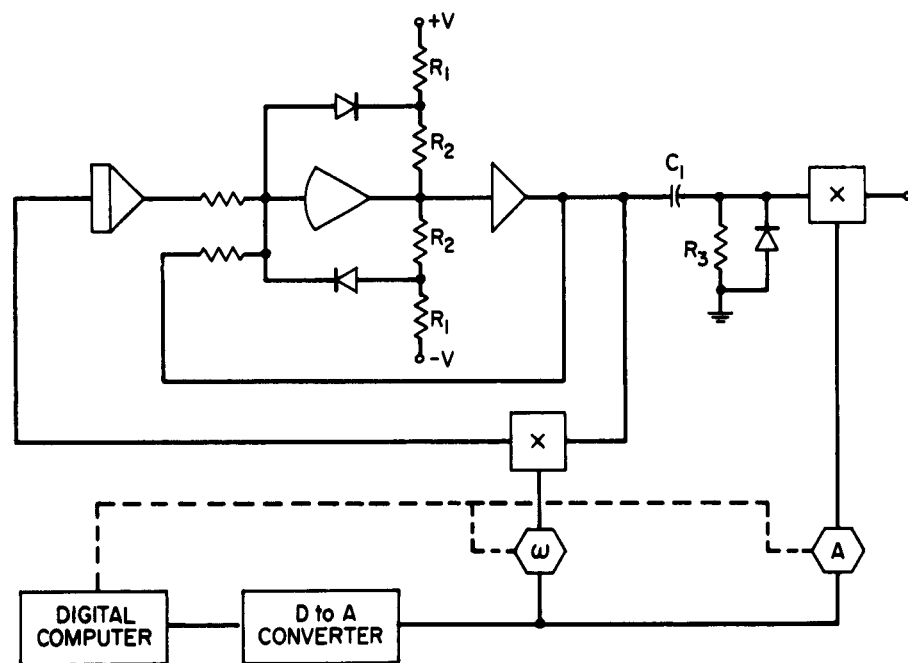 +V
R1
R2
C1
×
R2
R3
R1
-V
×
ω
A
DIGITAL
COMPUTER
D to A
CONVERTER